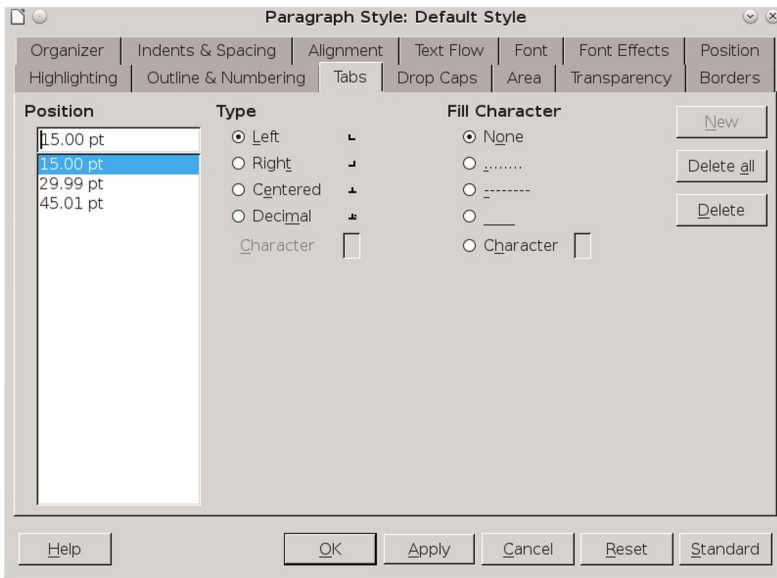 Paragraph Style: Default Style
Organizer Indents & Spacing Alignment Text Flow Font Font Effects Position
Highlighting Outline & Numbering Tabs Drop Caps Area Transparency Borders
Position Type Fill Character
15.00 pt Left None New
15.00 pt Right ........ Delete all
29.99 pt Centered --------
45.01 pt Decimal ____ Delete
Character Character
Help OK Apply Cancel Reset Standard